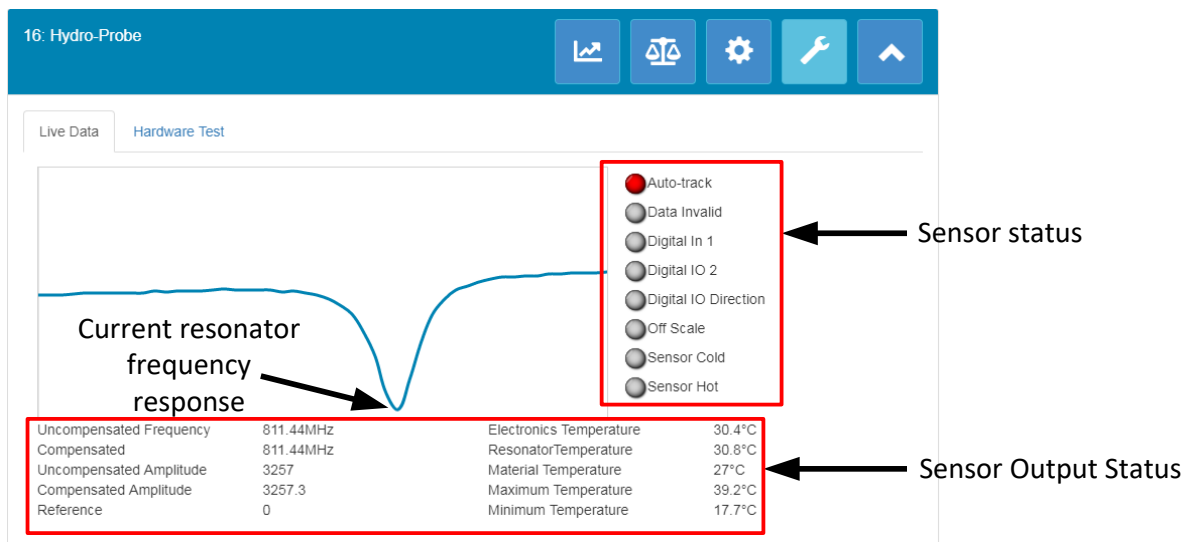 16: Hydro-Probe
Live Data
Hardware Test
Auto-track
Data Invalid
Digital In 1
Digital IO 2
Digital IO Direction
Off Scale
Sensor Cold
Sensor Hot
Sensor status
Current resonator
frequency
response
Uncompensated Frequency 811.44MHz Electronics Temperature 30.4°C
Compensated 811.44MHz ResonatorTemperature 30.8°C
Uncompensated Amplitude 3257 Material Temperature 27°C
Compensated Amplitude 3257.3 Maximum Temperature 39.2°C
Reference 0 Minimum Temperature 17.7°C
Sensor Output Status